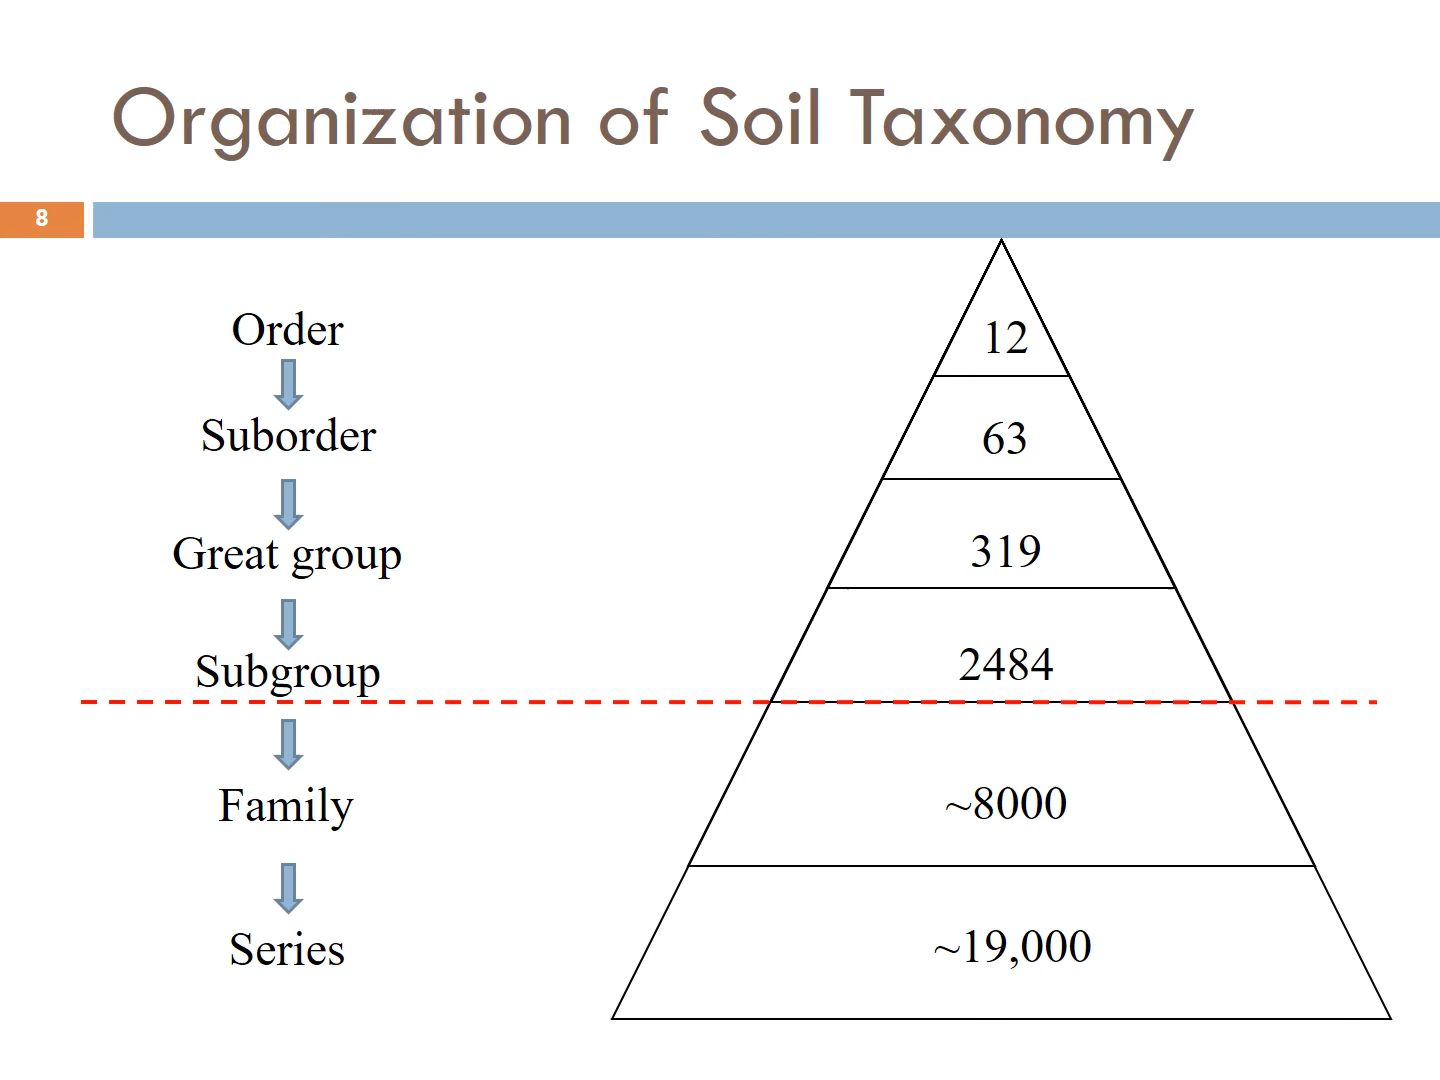 Organization of Soil Taxonomy
8
Order
12
Suborder
63
Great group
319
Subgroup
2484
Family
~8000
Series
~19,000